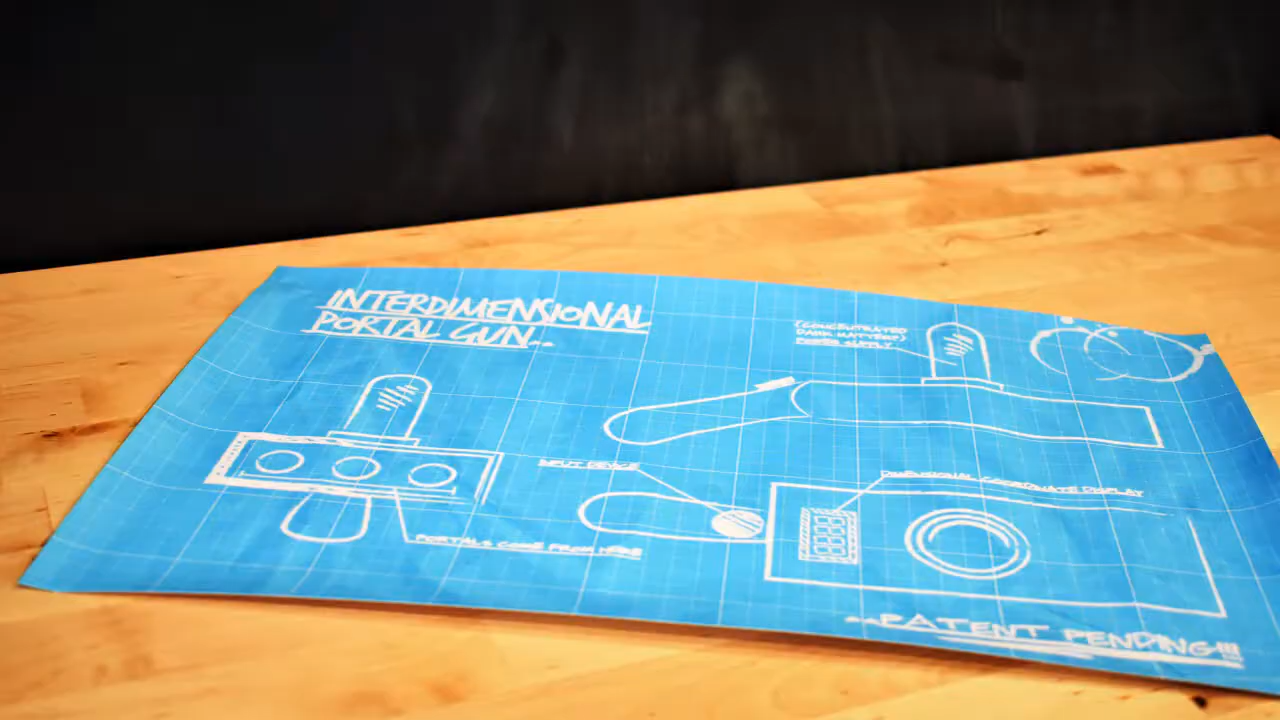 INTERDIMENSIONAL
PORTAL GUN..
(CONCENTRATED
DARK MATTER)
POWER SUPPLY
INPUT DEVICE
DIMENSIONAL COORDINATE DISPLAY
PORTALS COME FROM HERE
...PATENT PENDING!!!